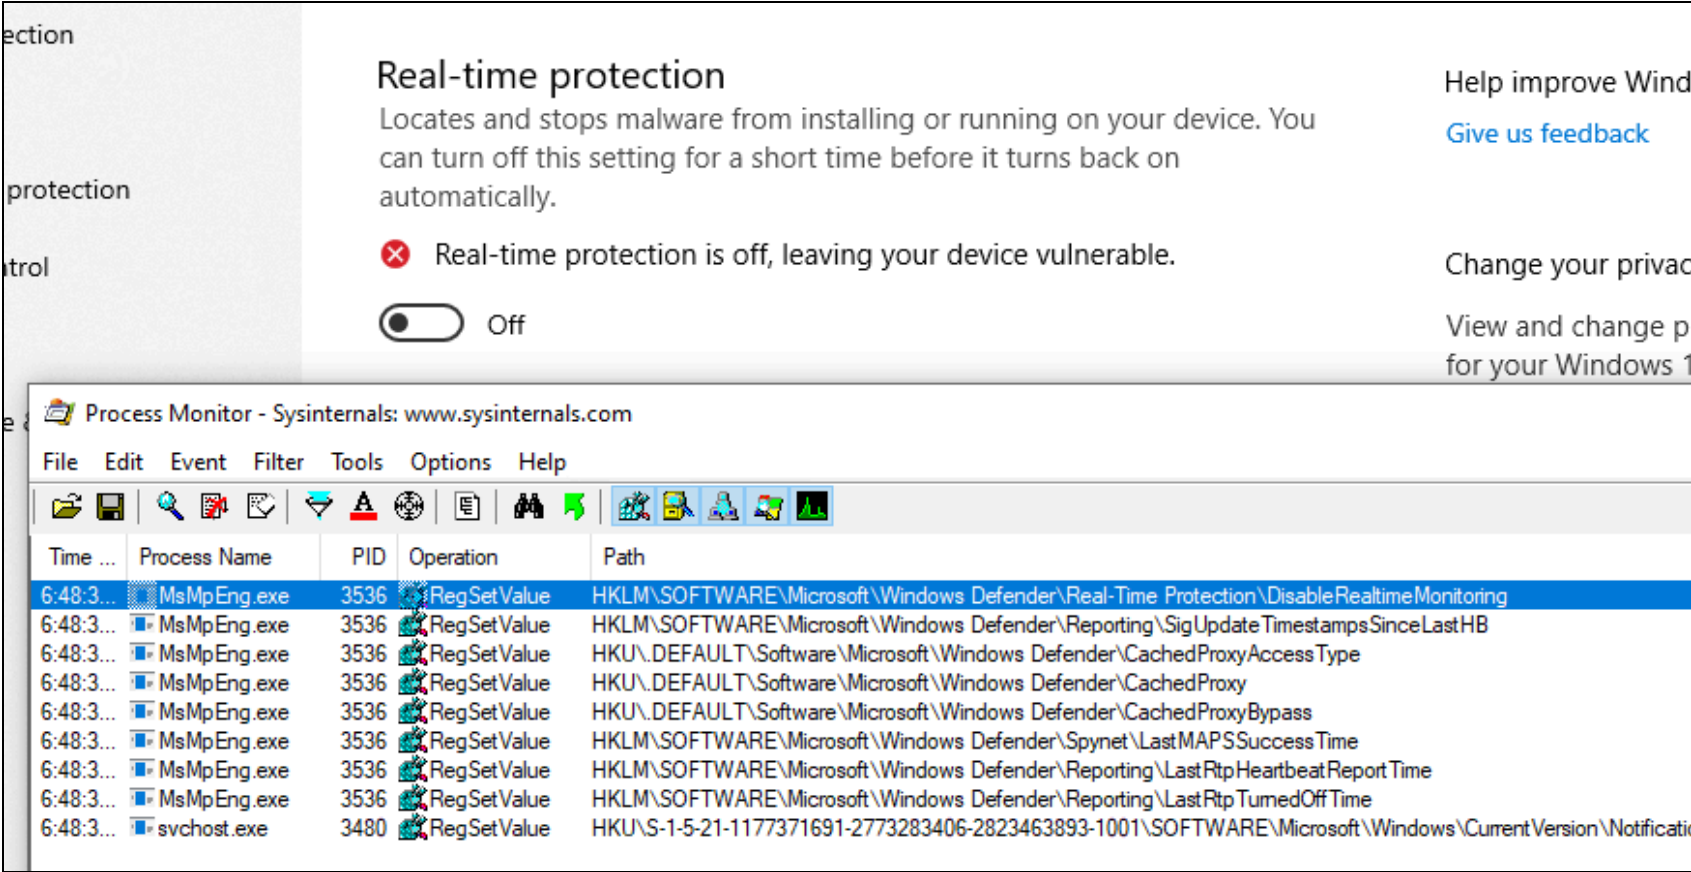 ection
protection
ntrol
Real-time protection
Locates and stops malware from installing or running on your device. You
can turn off this setting for a short time before it turns back on
automatically.
Real-time protection is off, leaving your device vulnerable.
Off
Help improve Wind
Give us feedback
Change your privac
View and change p
for your Windows 1
Process Monitor - Sysinternals: www.sysinternals.com
File Edit Event Filter Tools Options Help
Time ... Process Name PID Operation Path
6:48:3... MsMpEng.exe 3536 RegSetValue HKLM\SOFTWARE\Microsoft\Windows Defender\Real-Time Protection\DisableRealtimeMonitoring
6:48:3... MsMpEng.exe 3536 RegSetValue HKLM\SOFTWARE\Microsoft\Windows Defender\Reporting\SigUpdateTimestampsSinceLastHB
6:48:3... MsMpEng.exe 3536 RegSetValue HKU\.DEFAULT\Software\Microsoft\Windows Defender\CachedProxyAccessType
6:48:3... MsMpEng.exe 3536 RegSetValue HKU\.DEFAULT\Software\Microsoft\Windows Defender\CachedProxy
6:48:3... MsMpEng.exe 3536 RegSetValue HKU\.DEFAULT\Software\Microsoft\Windows Defender\CachedProxyBypass
6:48:3... MsMpEng.exe 3536 RegSetValue HKLM\SOFTWARE\Microsoft\Windows Defender\Spynet\LastMAPSSuccessTime
6:48:3... MsMpEng.exe 3536 RegSetValue HKLM\SOFTWARE\Microsoft\Windows Defender\Reporting\LastRtpHeartbeatReportTime
6:48:3... MsMpEng.exe 3536 RegSetValue HKLM\SOFTWARE\Microsoft\Windows Defender\Reporting\LastRtpTurnedOffTime
6:48:3... svchost.exe 3480 RegSetValue HKU\S-1-5-21-1177371691-2773283406-2823463893-1001\SOFTWARE\Microsoft\Windows\CurrentVersion\Notificati